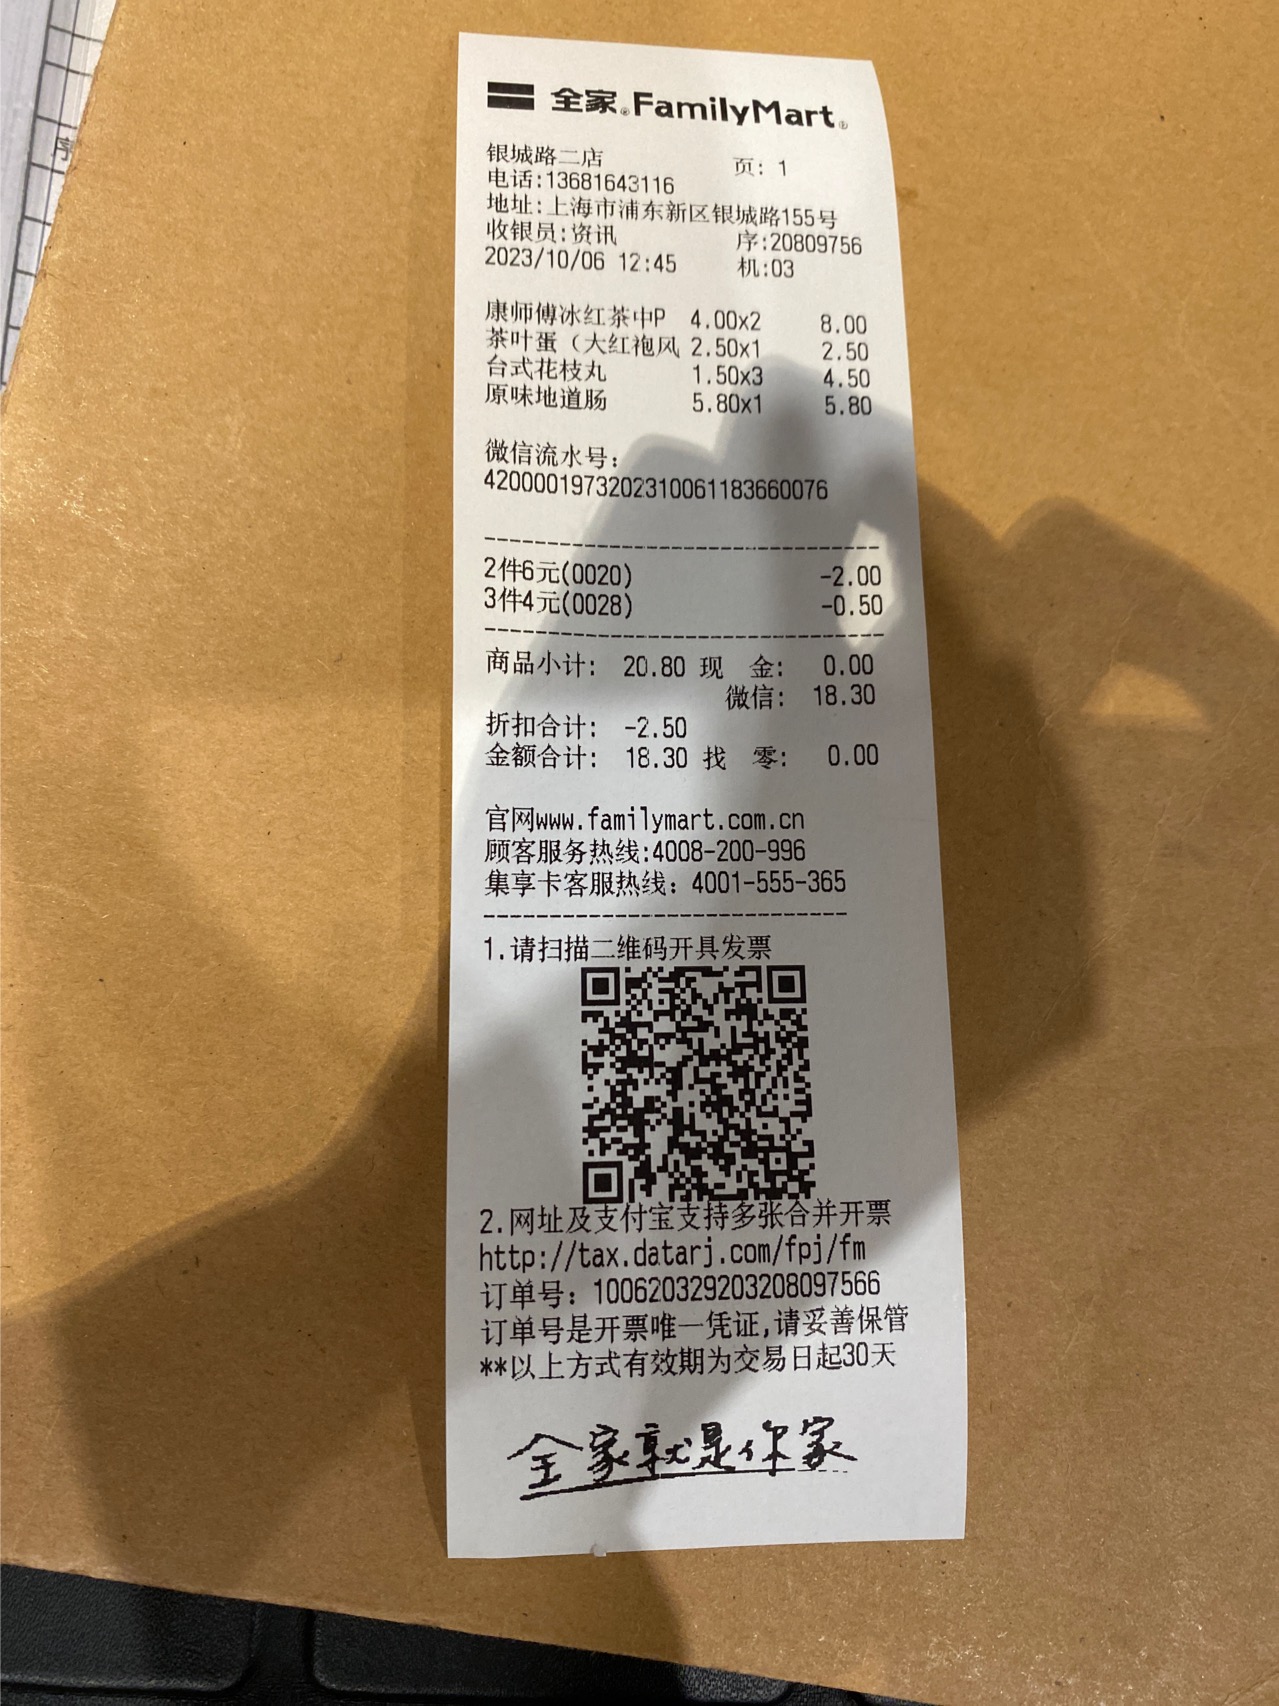 全家®FamilyMart®
银城路二店 页: 1
电话:13681643116
地址:上海市浦东新区银城路155号
收银员:资讯 序:20809756
2023/10/06 12:45 机:03
康师傅冰红茶中P 4.00x2 8.00
茶叶蛋（大红袍风 2.50x1 2.50
台式花枝丸 1.50x3 4.50
原味地道肠 5.80x1 5.80
微信流水号:
4200001973202310061183660076
2件6元(0020) -2.00
3件4元(0028) -0.50
商品小计: 20.80 现 金: 0.00
微信: 18.30
折扣合计: -2.50
金额合计: 18.30 找 零: 0.00
官网www.familymart.com.cn
顾客服务热线:4008-200-996
集享卡客服热线: 4001-555-365
1.请扫描二维码开具发票
2.网址及支付宝支持多张合并开票
http://tax.datarj.com/fpj/fm
订单号: 100620329203208097566
订单号是开票唯一凭证,请妥善保管
**以上方式有效期为交易日起30天
全家就是你家
序